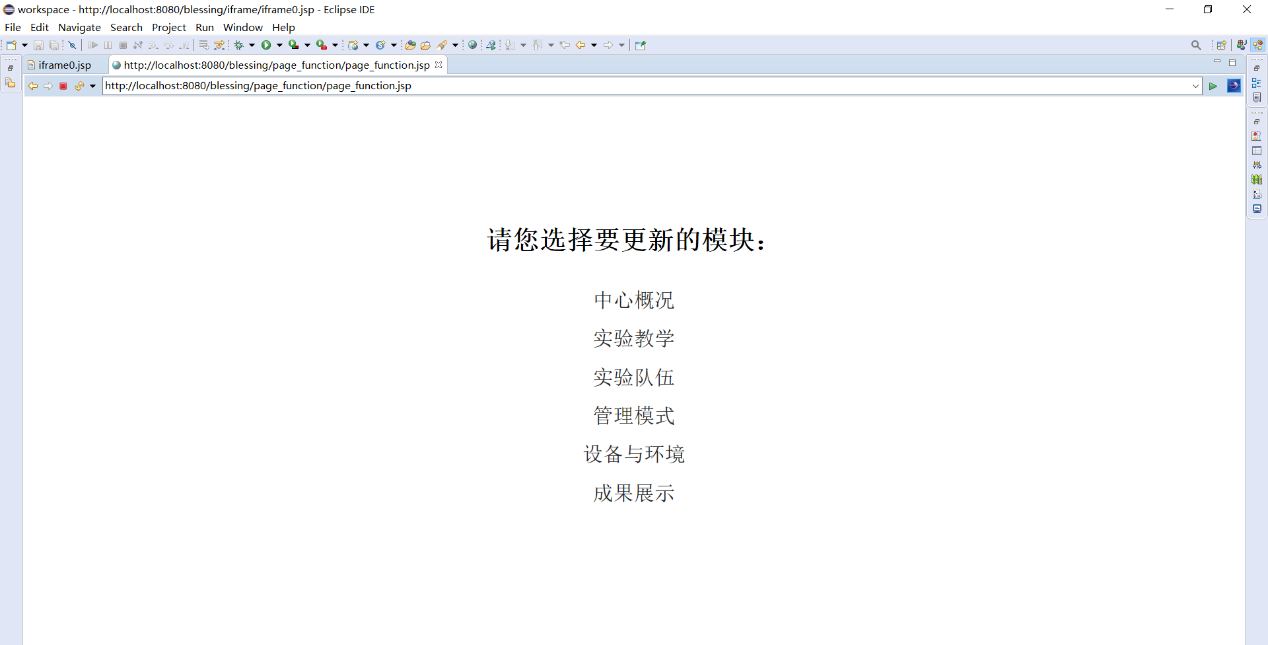 workspace - http://localhost:8080/blessing/iframe/iframe0.jsp - Eclipse IDE
File Edit Navigate Search Project Run Window Help
iframe0.jsp http://localhost:8080/blessing/page_function/page_function.jsp
http://localhost:8080/blessing/page_function/page_function.jsp
请您选择要更新的模块：
中心概况
实验教学
实验队伍
管理模式
设备与环境
成果展示